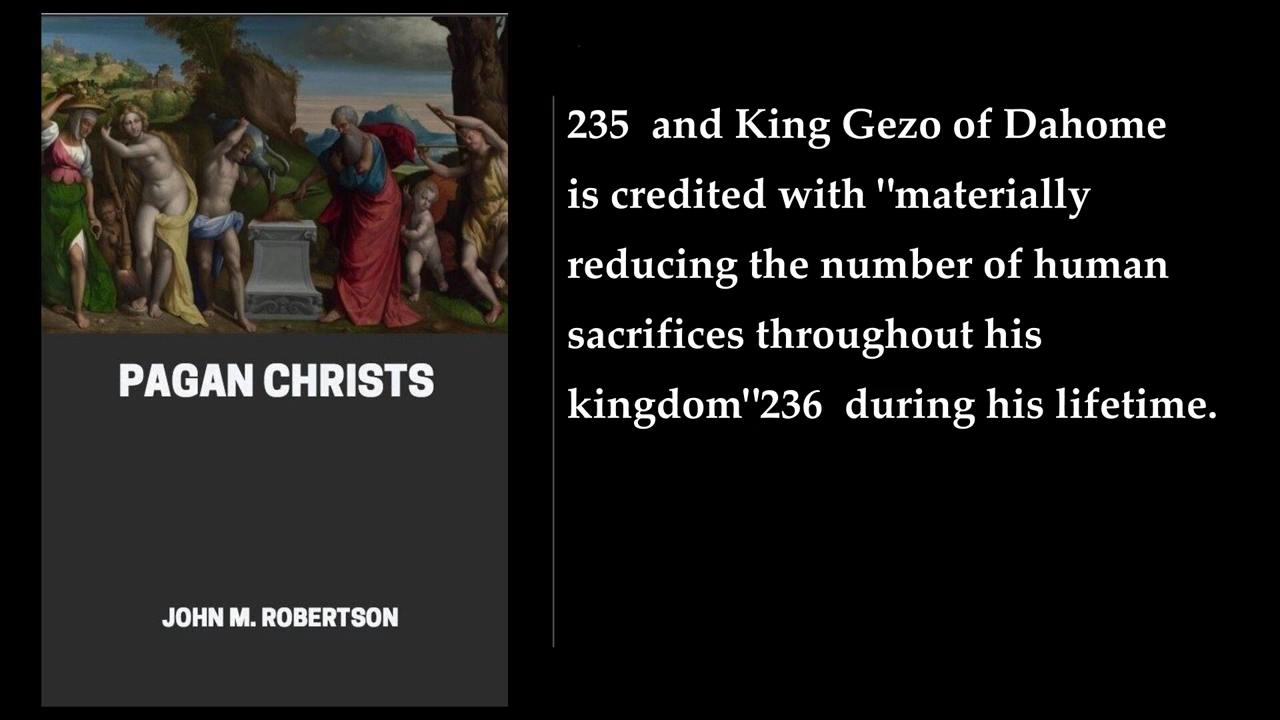 PAGAN CHRISTS
JOHN M. ROBERTSON
235  and King Gezo of Dahome
is credited with "materially
reducing the number of human
sacrifices throughout his
kingdom"236  during his lifetime.